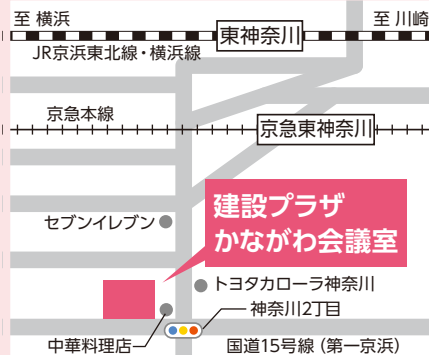 至 横浜
至 川崎
東神奈川
JR京浜東北線・横浜線
京急本線
京急東神奈川
建設プラザ
かながわ会議室
セブンイレブン
トヨタカローラ神奈川
神奈川2丁目
中華料理店
国道15号線 (第一京浜)